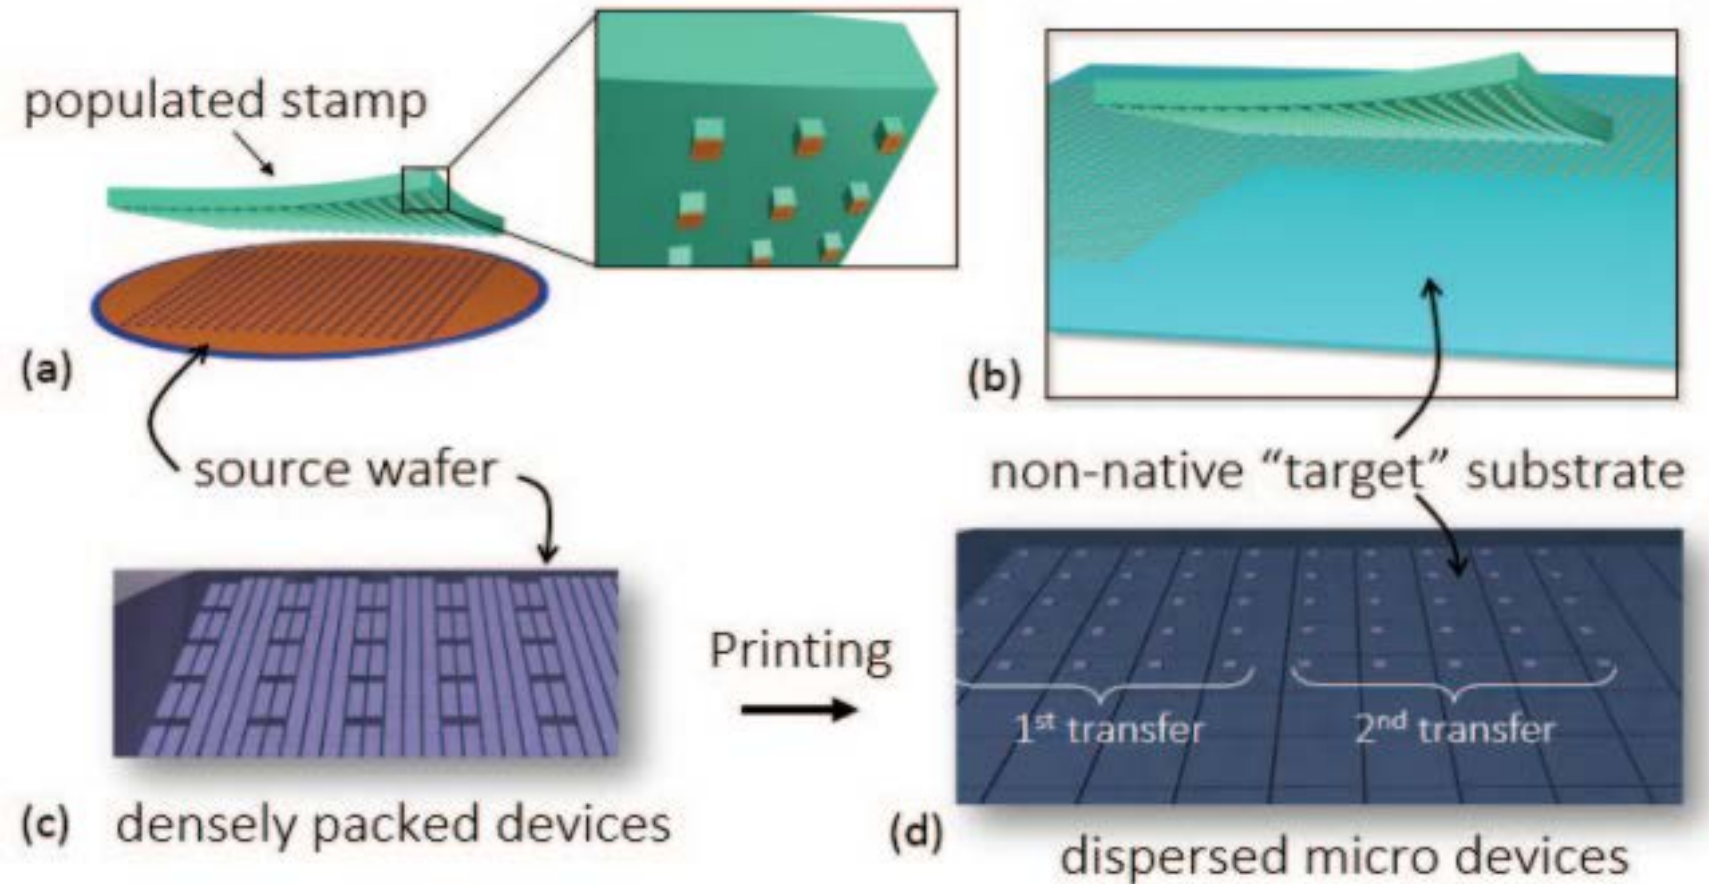 populated stamp
(a)
(b)
source wafer
non-native “target” substrate
Printing
1st transfer
2nd transfer
(c)
densely packed devices
(d)
dispersed micro devices